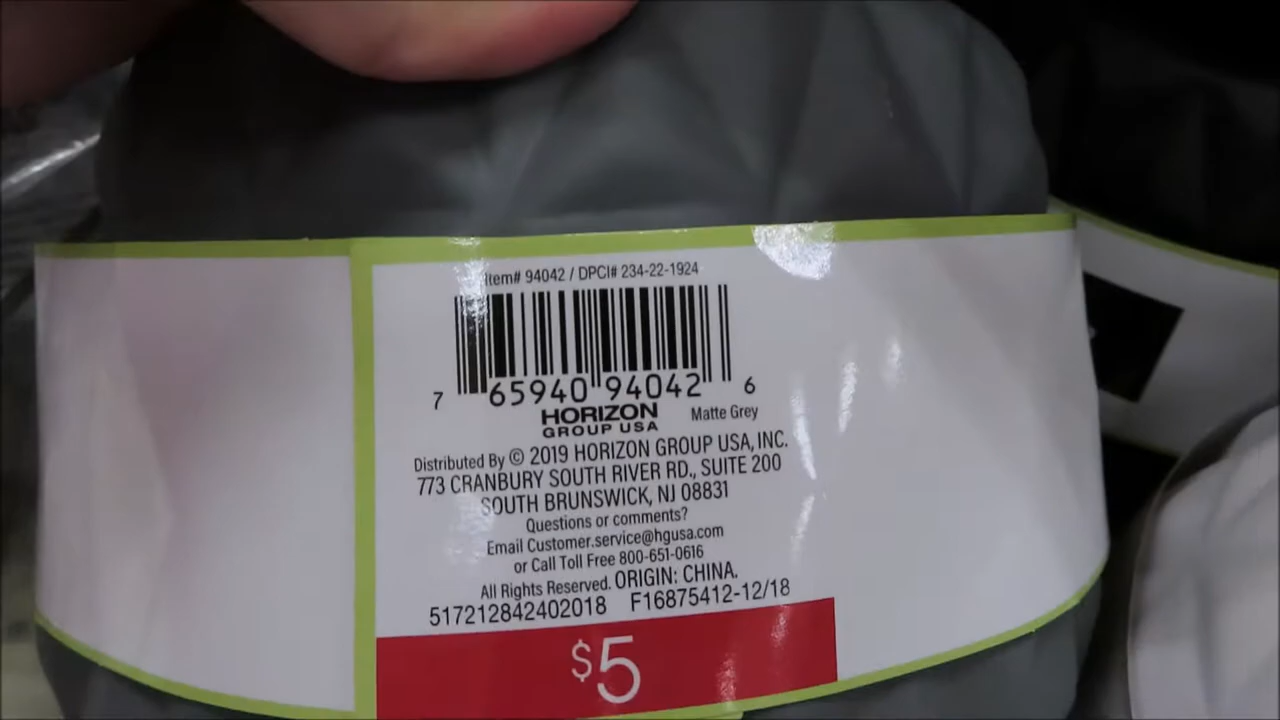 Item# 94042 / DPCI# 234-22-1924
7 65940 94042 6
HORIZON
GROUP USA
Matte Grey
Distributed By © 2019 HORIZON GROUP USA, INC.
773 CRANBURY SOUTH RIVER RD., SUITE 200
SOUTH BRUNSWICK, NJ 08831
Questions or comments?
Email Customer.service@hgusa.com
or Call Toll Free 800-651-0616
All Rights Reserved. ORIGIN: CHINA.
517212842402018 F16875412-12/18
$5